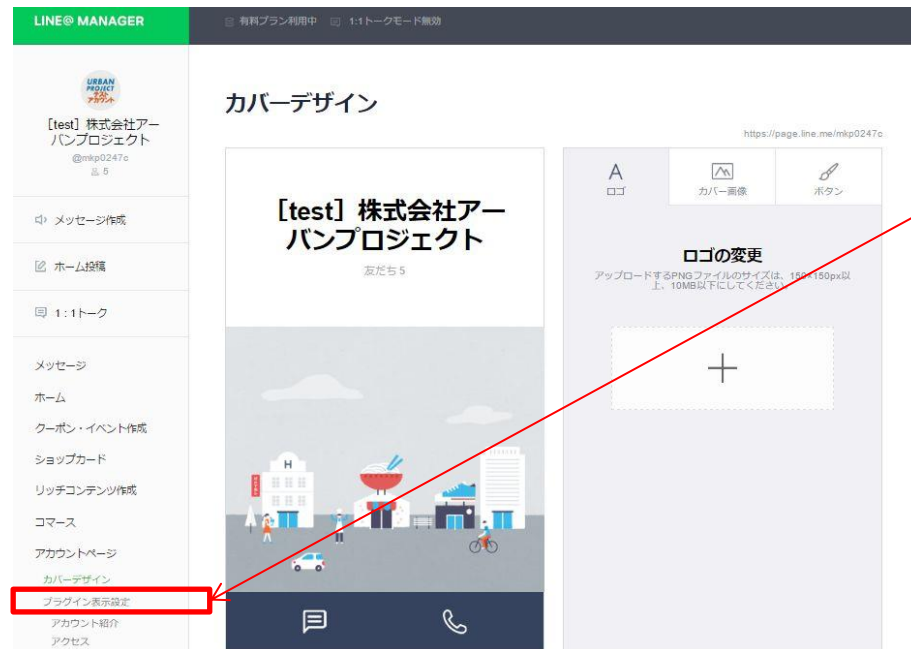 LINE@ MANAGER
有料プラン利用中
1:1トークモード無効
URBAN
PROJECT
テスト
アカウント
［test］株式会社アー
バンプロジェクト
@mkp0247c
5
メッセージ作成
ホーム投稿
1:1トーク
メッセージ
ホーム
クーポン・イベント作成
ショップカード
リッチコンテンツ作成
コマース
アカウントページ
カバーデザイン
プラグイン表示設定
アカウント紹介
アクセス
カバーデザイン
https://page.line.me/mkp0247c
［test］株式会社アー
バンプロジェクト
友だち 5
H
HOTEL
A
ロゴ
カバー画像
ボタン
ロゴの変更
アップロードするPNGファイルのサイズは、150×150px以
上、10MB以下にしてください。